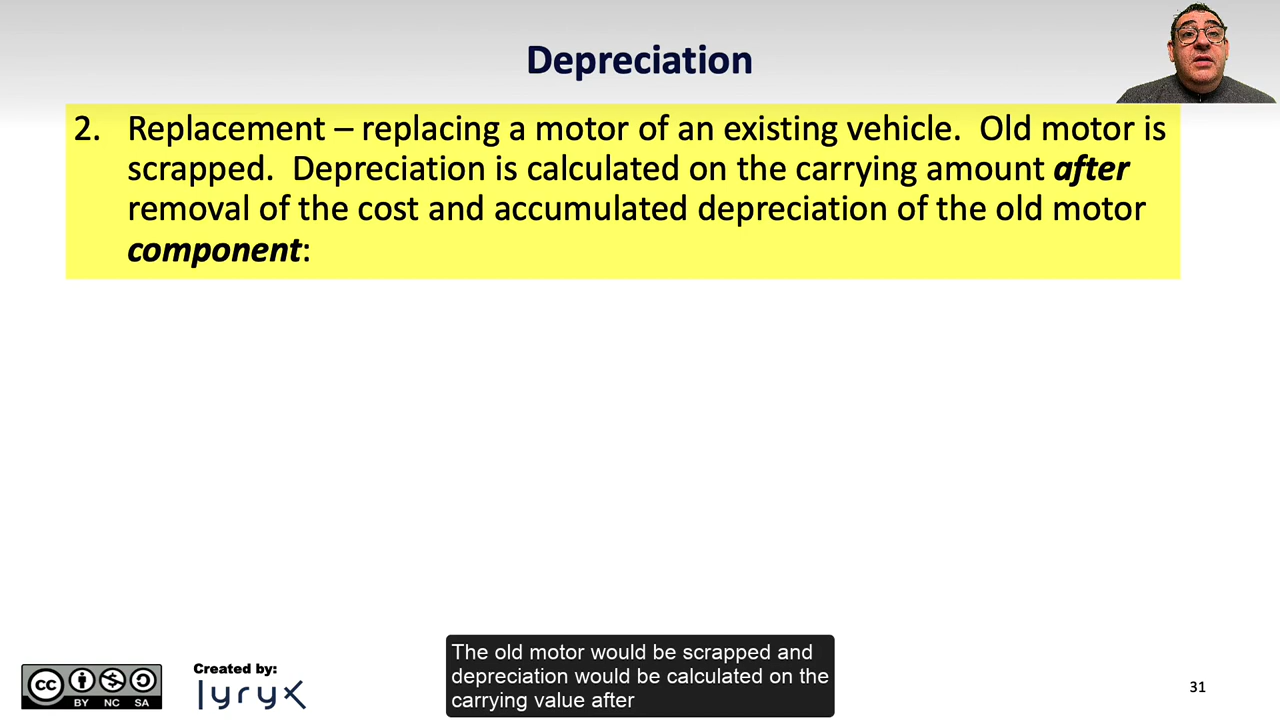 Depreciation
2. Replacement – replacing a motor of an existing vehicle. Old motor is
scrapped. Depreciation is calculated on the carrying amount after
removal of the cost and accumulated depreciation of the old motor
component:
The old motor would be scrapped and
depreciation would be calculated on the
carrying value after
Created by:
lyryx
cc
BY NC SA
31